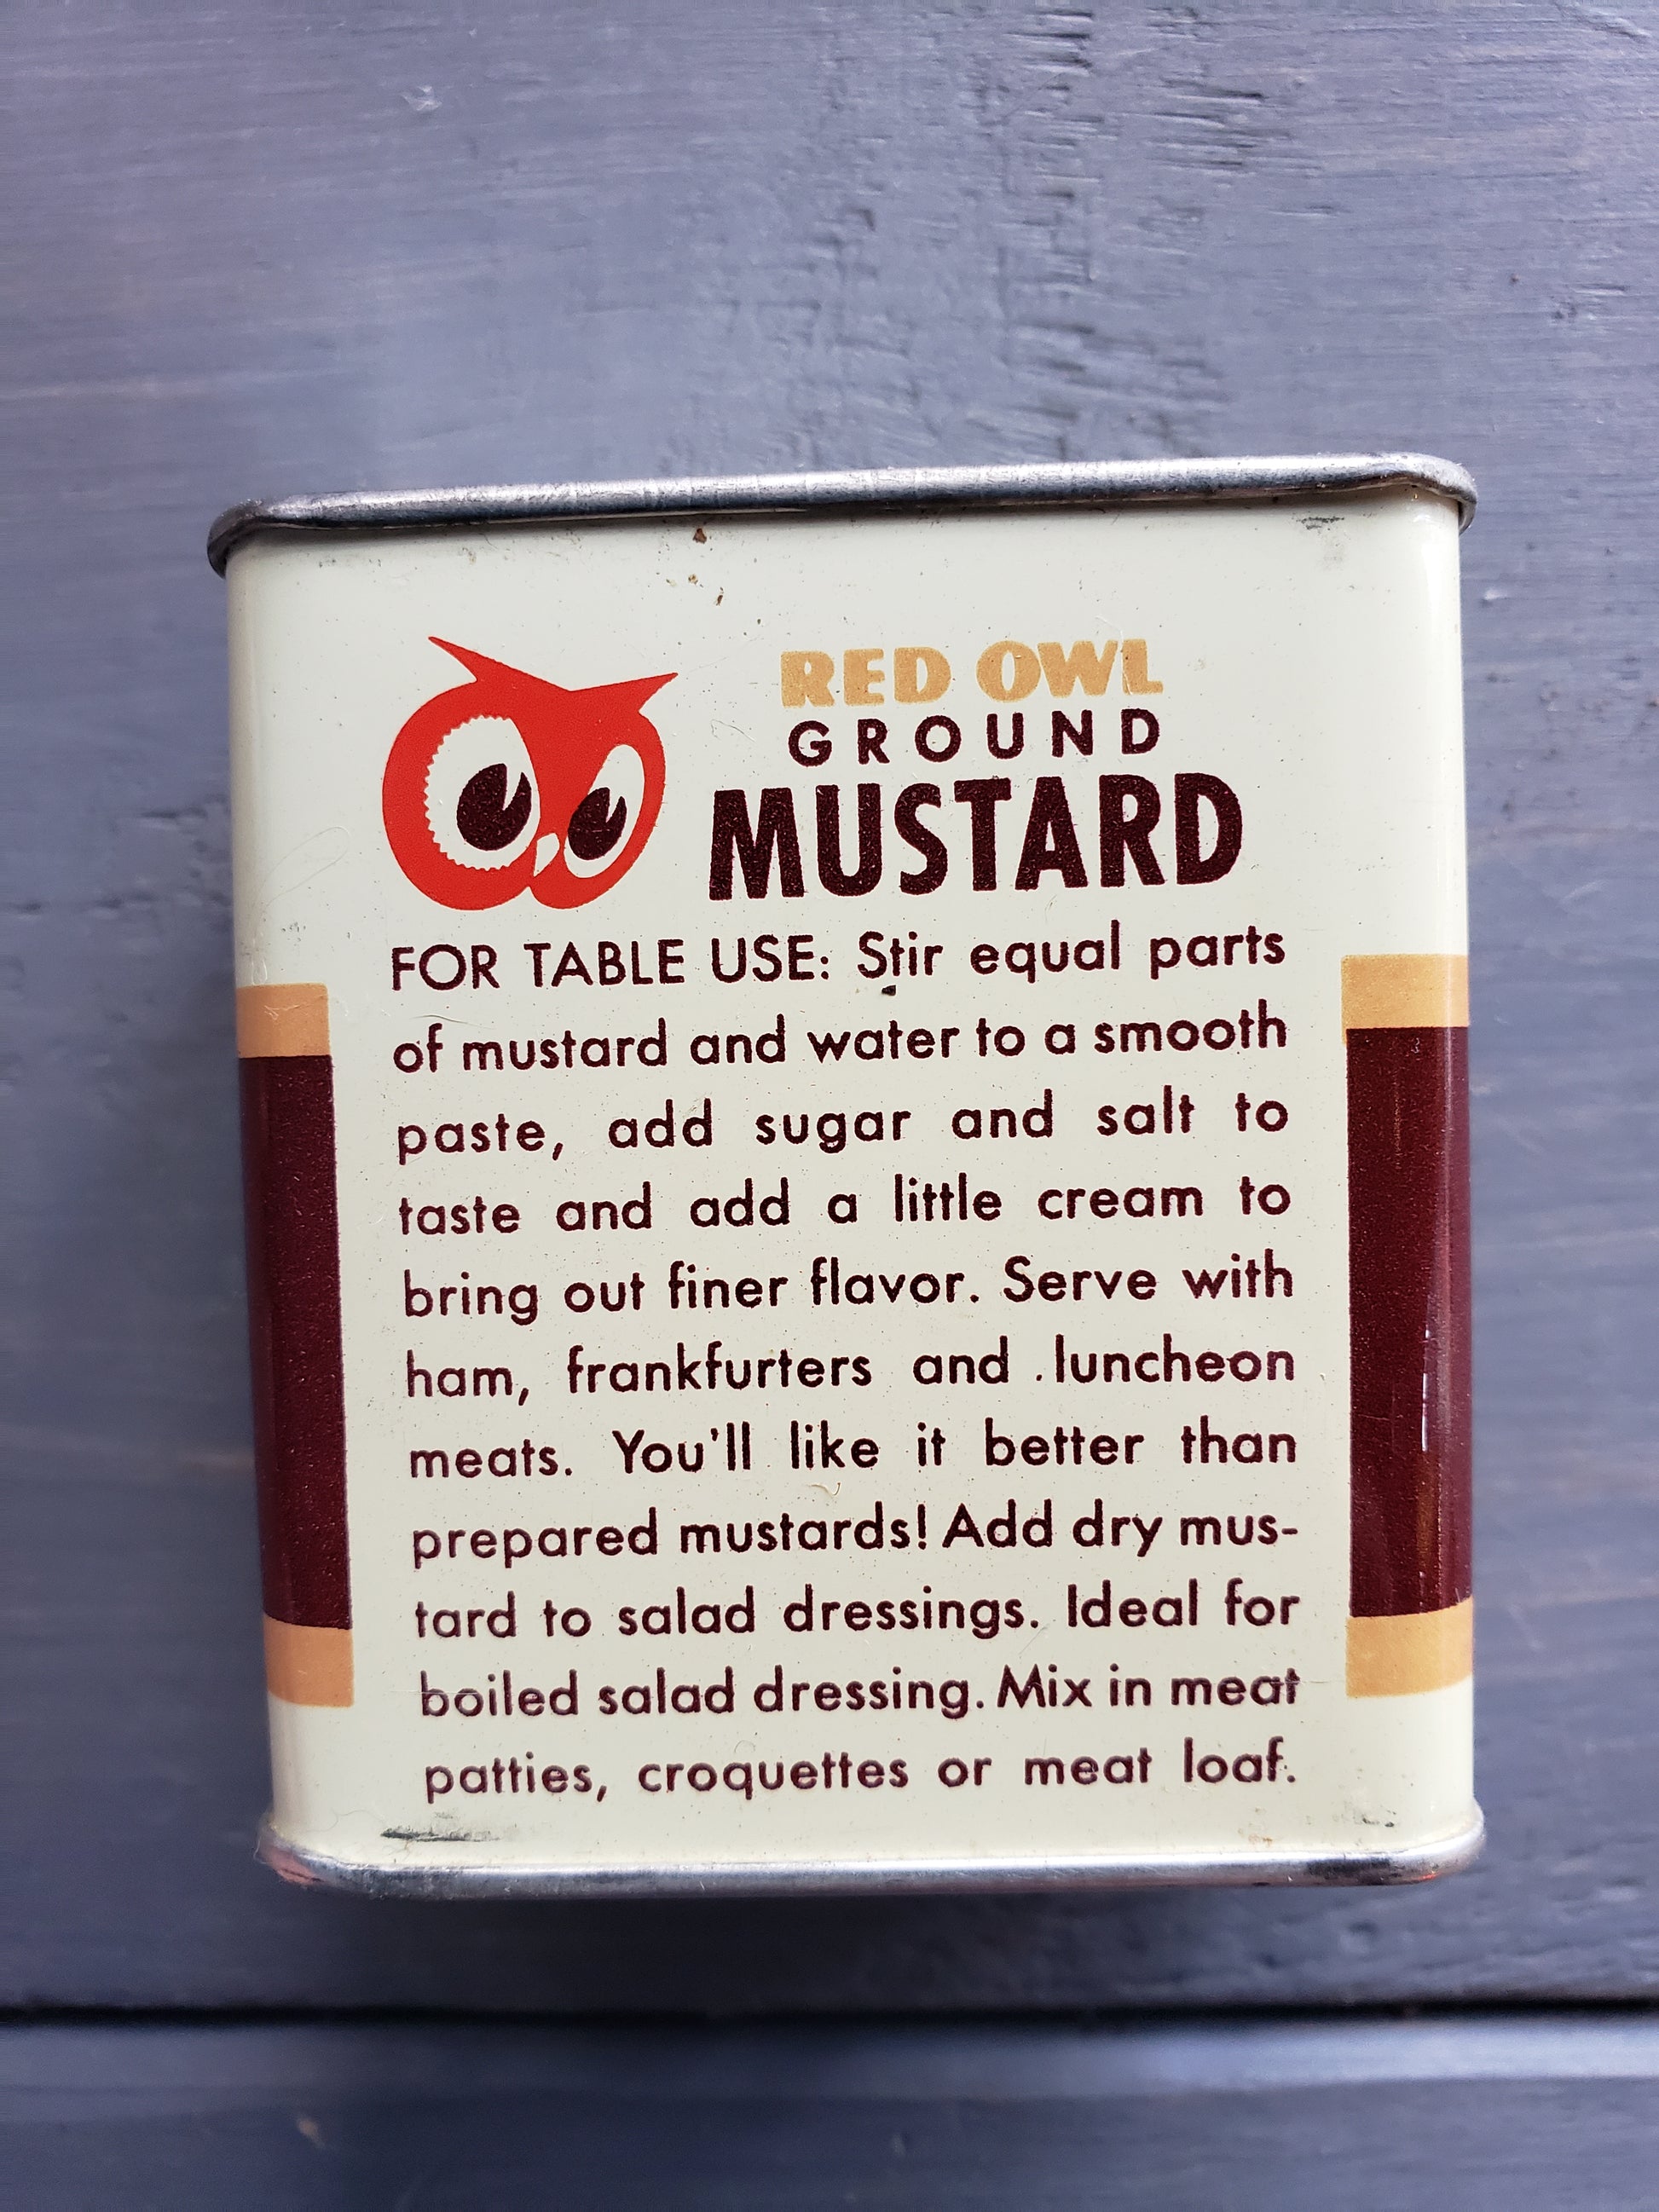 RED OWL
GROUND
MUSTARD
FOR TABLE USE: Stir equal parts
of mustard and water to a smooth
paste, add sugar and salt to
taste and add a little cream to
bring out finer flavor. Serve with
ham, frankfurters and luncheon
meats. You'll like it better than
prepared mustards! Add dry mus-
tard to salad dressings. Ideal for
boiled salad dressing. Mix in meat
patties, croquettes or meat loaf.